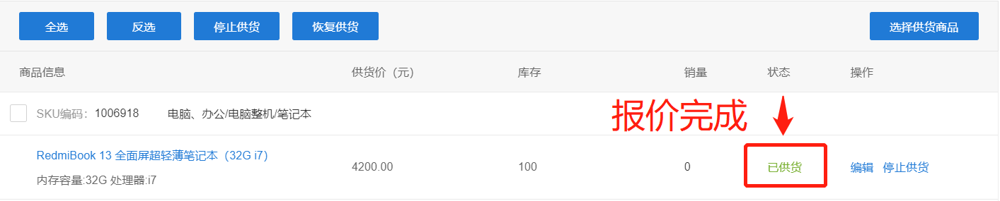 全选 反选 停止供货 恢复供货 选择供货商品
商品信息 供货价（元） 库存 销量 状态 操作
SKU编码：1006918 电脑、办公/电脑整机/笔记本
报价完成
RedmiBook 13 全面屏超轻薄笔记本（32G i7）
4200.00 100 0 已供货 编辑 停止供货
内存容量:32G 处理器:i7